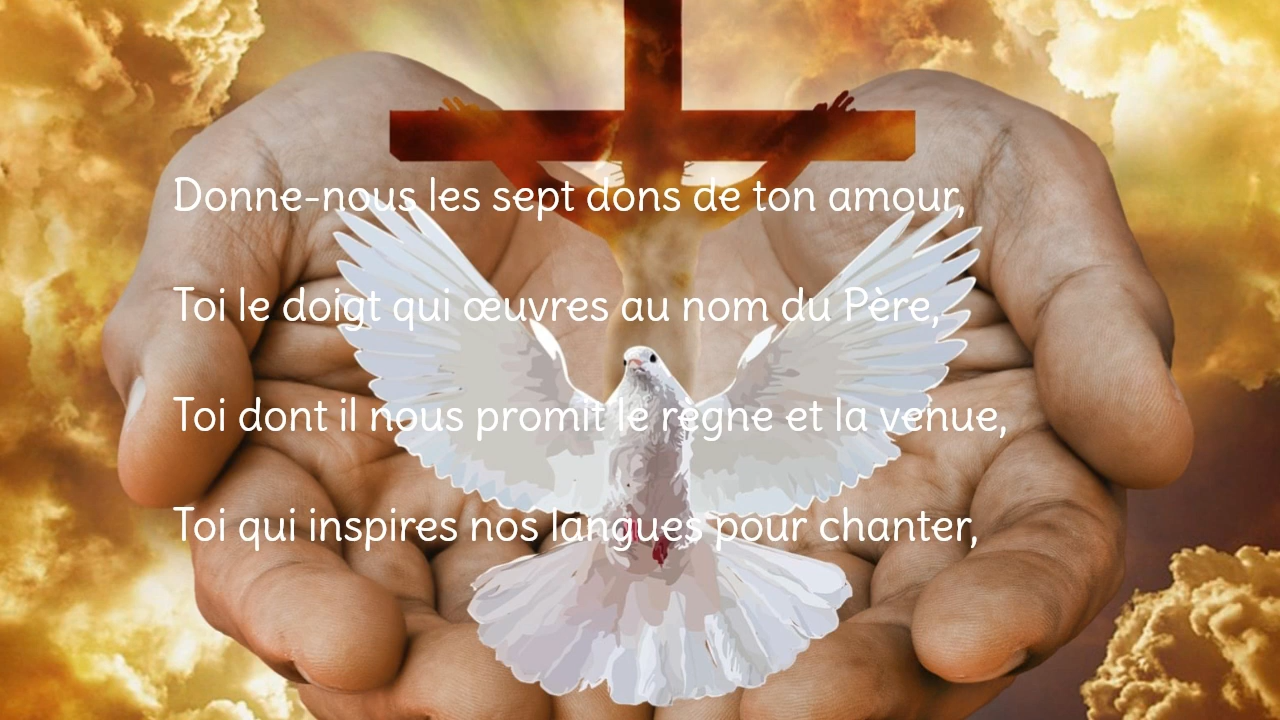 Donne-nous les sept dons de ton amour,
Toi le doigt qui œuvres au nom du Père,
Toi dont il nous promit le règne et la venue,
Toi qui inspires nos langues pour chanter,